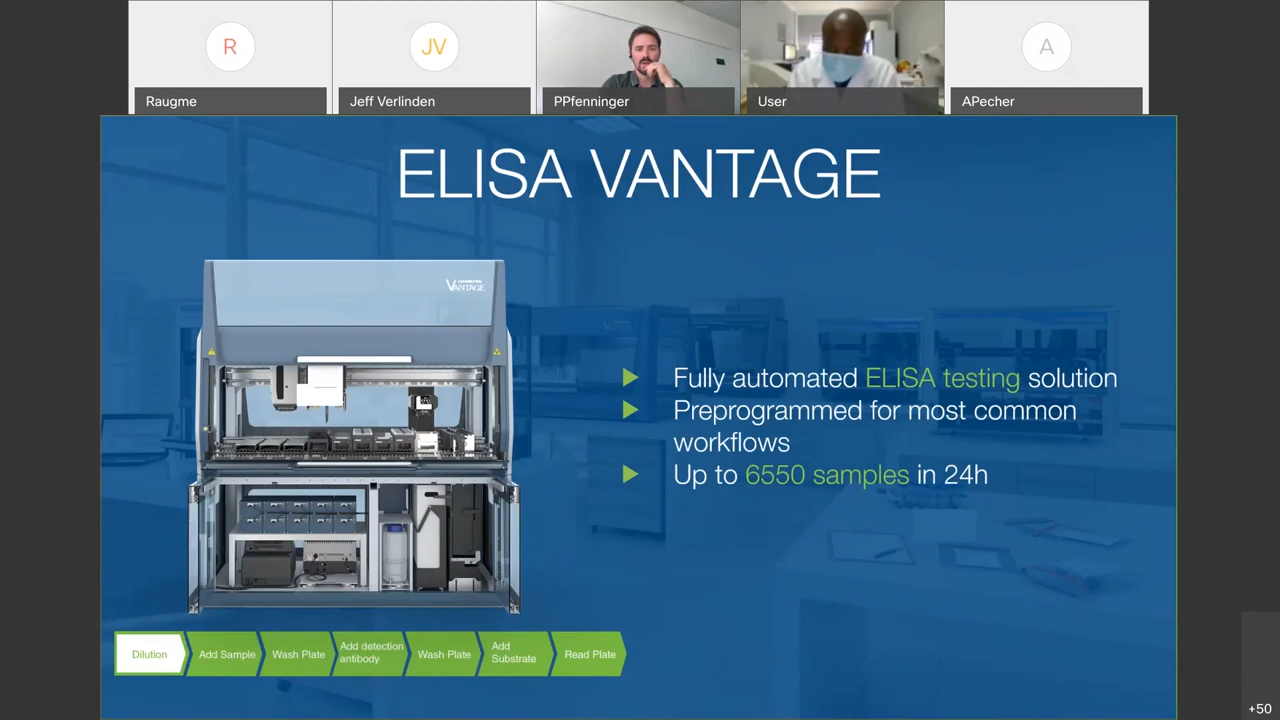 R
JV
A
Raugme
Jeff Verlinden
PPfenninger
User
APecher
ELISA VANTAGE
VANTAGE
Fully automated ELISA testing solution
Preprogrammed for most common
workflows
Up to 6550 samples in 24h
Dilution
Add Sample
Wash Plate
Add detection
antibody
Wash Plate
Add
Substrate
Read Plate
+50